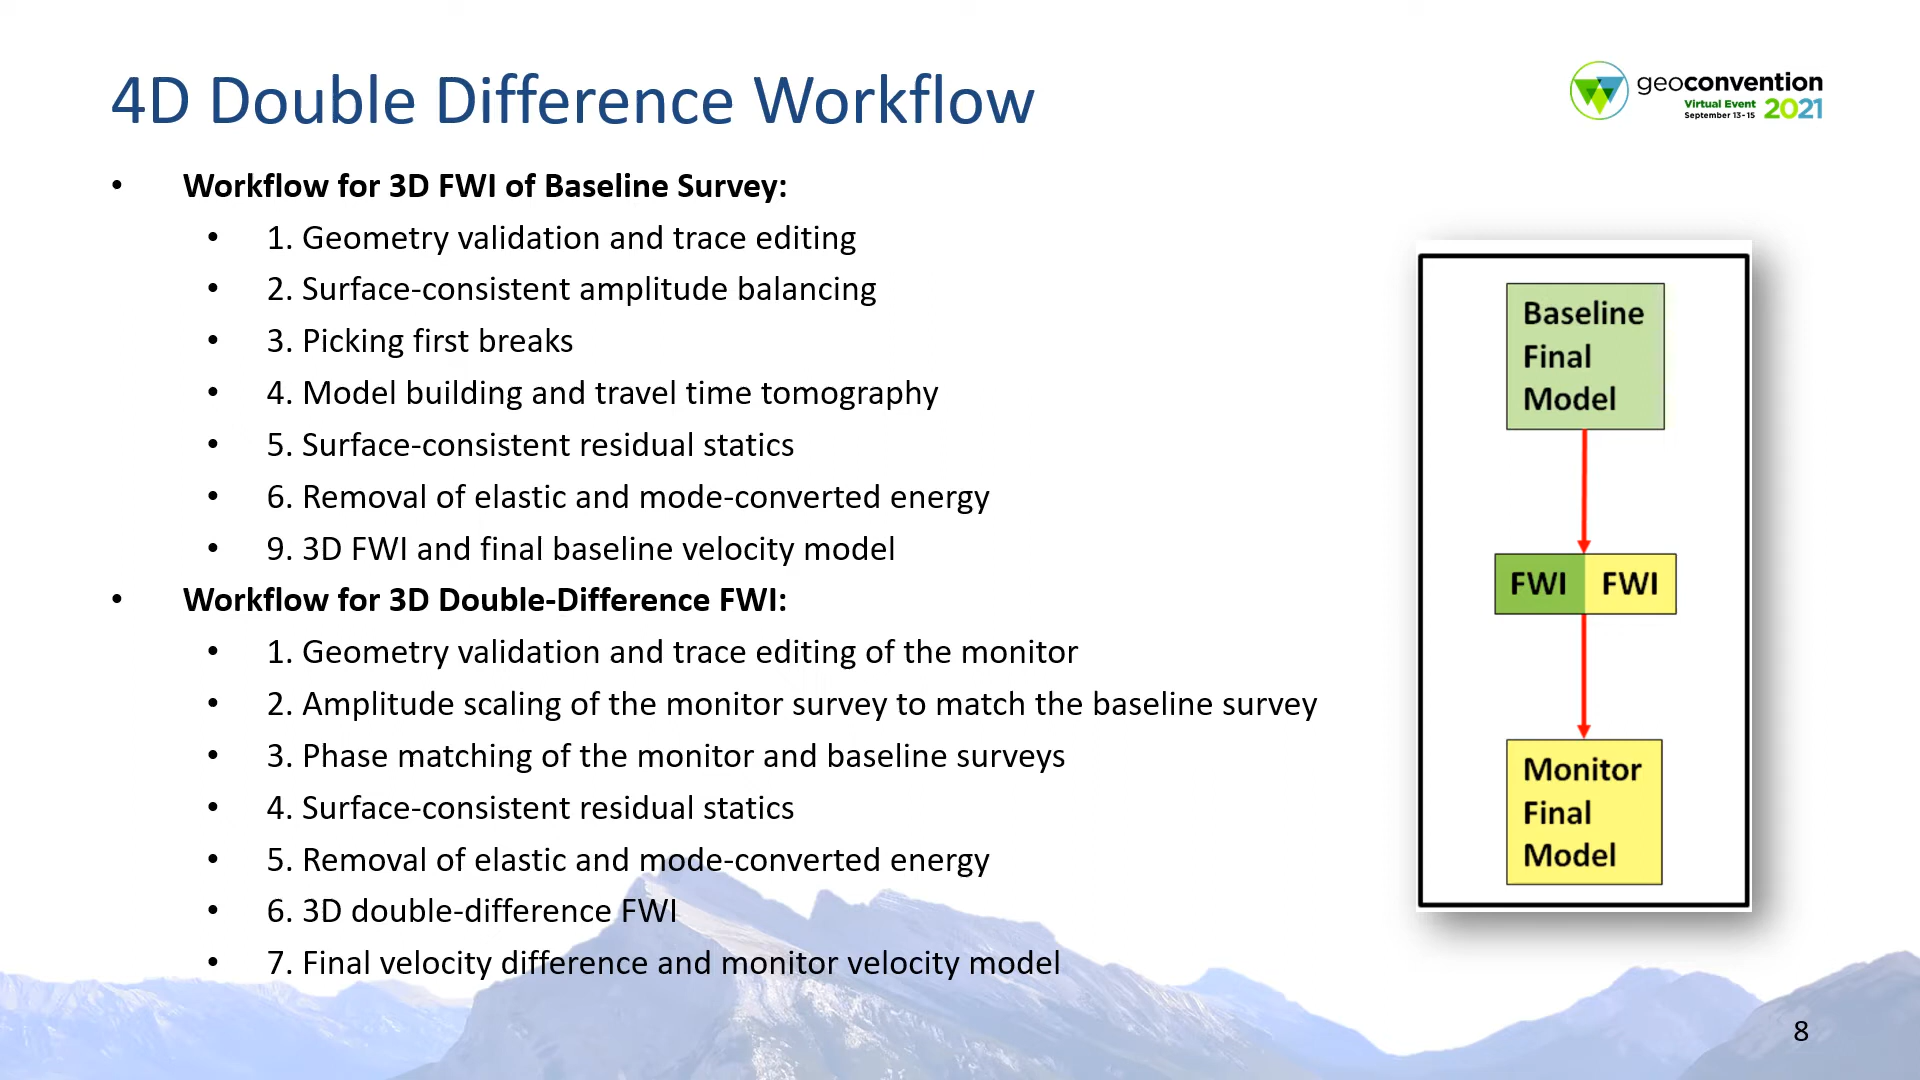 4D Double Difference Workflow
geoconvention
Virtual Event
September 13-15
2021
• Workflow for 3D FWI of Baseline Survey:
• 1. Geometry validation and trace editing
• 2. Surface-consistent amplitude balancing
• 3. Picking first breaks
• 4. Model building and travel time tomography
• 5. Surface-consistent residual statics
• 6. Removal of elastic and mode-converted energy
• 9. 3D FWI and final baseline velocity model
• Workflow for 3D Double-Difference FWI:
• 1. Geometry validation and trace editing of the monitor
• 2. Amplitude scaling of the monitor survey to match the baseline survey
• 3. Phase matching of the monitor and baseline surveys
• 4. Surface-consistent residual statics
• 5. Removal of elastic and mode-converted energy
• 6. 3D double-difference FWI
• 7. Final velocity difference and monitor velocity model
Baseline
Final
Model
FWI FWI
Monitor
Final
Model
8